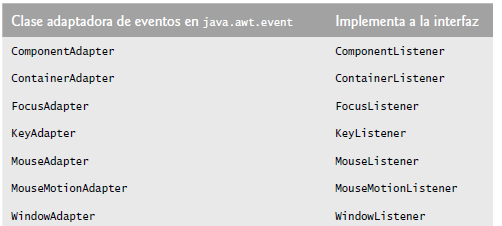 Clase adaptadora de eventos en java.awt.event Implementa a la interfaz
ComponentAdapter ComponentListener
ContainerAdapter ContainerListener
FocusAdapter FocusListener
KeyAdapter KeyListener
MouseAdapter MouseListener
MouseMotionAdapter MouseMotionListener
WindowAdapter WindowListener